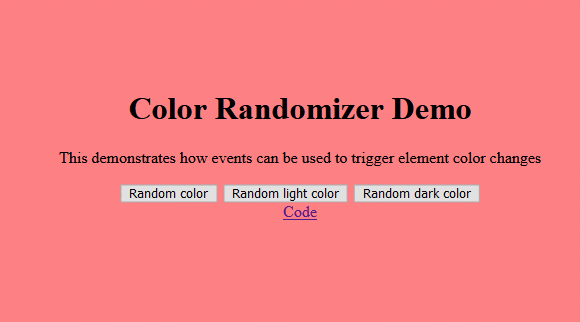 Color Randomizer Demo
This demonstrates how events can be used to trigger element color changes
Random color Random light color Random dark color
Code